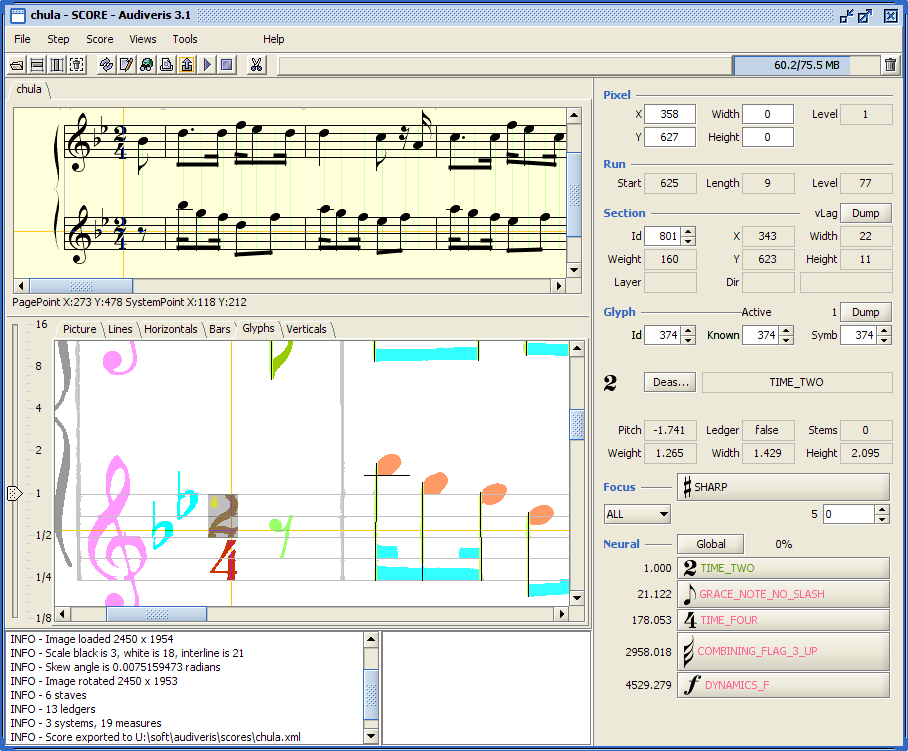 chula - SCORE - Audiveris 3.1
File Step Score Views Tools Help
60.2/75.5 MB
chula
PagePoint X:273 Y:478 SystemPoint X:118 Y:212
16
8
4
2
1
1/2
1/4
1/8
Picture Lines Horizontals Bars Glyphs Verticals
INFO - Image loaded 2450 x 1954
INFO - Scale black is 3, white is 18, interline is 21
INFO - Skew angle is 0.0075159473 radians
INFO - Image rotated 2450 x 1953
INFO - 6 staves
INFO - 13 ledgers
INFO - 3 systems, 19 measures
INFO - Score exported to U:\soft\audiveris\scores\chula.xml
Pixel
X 358 Width 0 Level 1
Y 627 Height 0
Run
Start 625 Length 9 Level 77
Section vLag Dump
Id 801 X 343 Width 22
Weight 160 Y 623 Height 11
Layer Dir
Glyph Active 1 Dump
Id 374 Known 374 Symb 374
2 Deas... TIME_TWO
Pitch -1.741 Ledger false Stems 0
Weight 1.265 Width 1.429 Height 2.095
Focus SHARP
ALL 5 0
Neural Global 0%
1.000 2 TIME_TWO
21.122 GRACE_NOTE_NO_SLASH
178.053 4 TIME_FOUR
2958.018 COMBINING_FLAG_3_UP
4529.279 f DYNAMICS_F